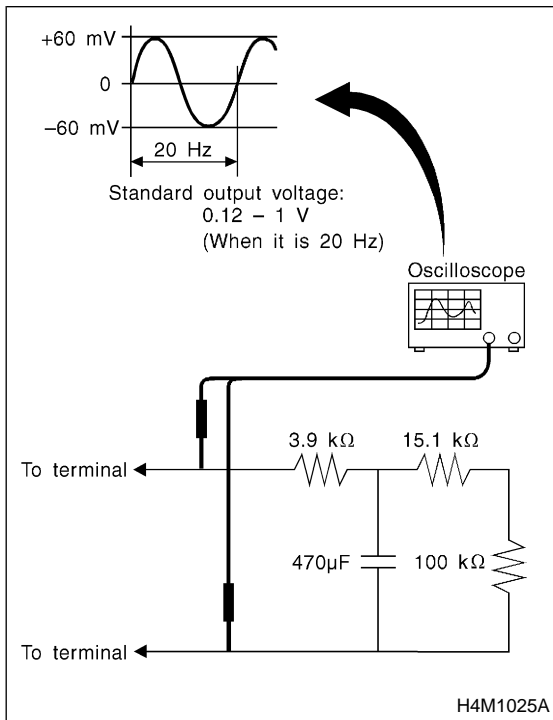 +60 mV
0
−60 mV
20 Hz
Standard output voltage:
0.12 − 1 V
(When it is 20 Hz)
Oscilloscope
3.9 kΩ
15.1 kΩ
To terminal
470µF
100 kΩ
To terminal
H4M1025A